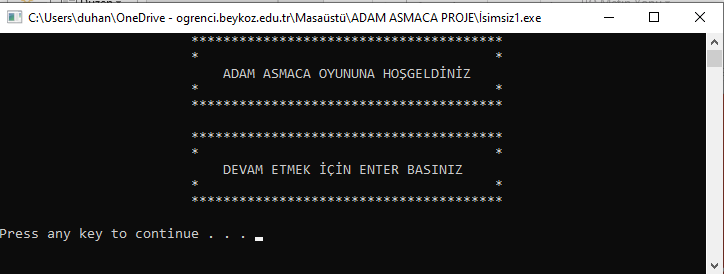 C:\Users\duhan\OneDrive - ogrenci.beykoz.edu.tr\Masaüstü\ADAM ASMACA PROJE\İsimsiz1.exe
***************************************
*                                     *
ADAM ASMACA OYUNUNA HOŞGELDİNİZ
*                                     *
***************************************
***************************************
*                                     *
DEVAM ETMEK İÇİN ENTER BASINIZ
*                                     *
***************************************
Press any key to continue . . .